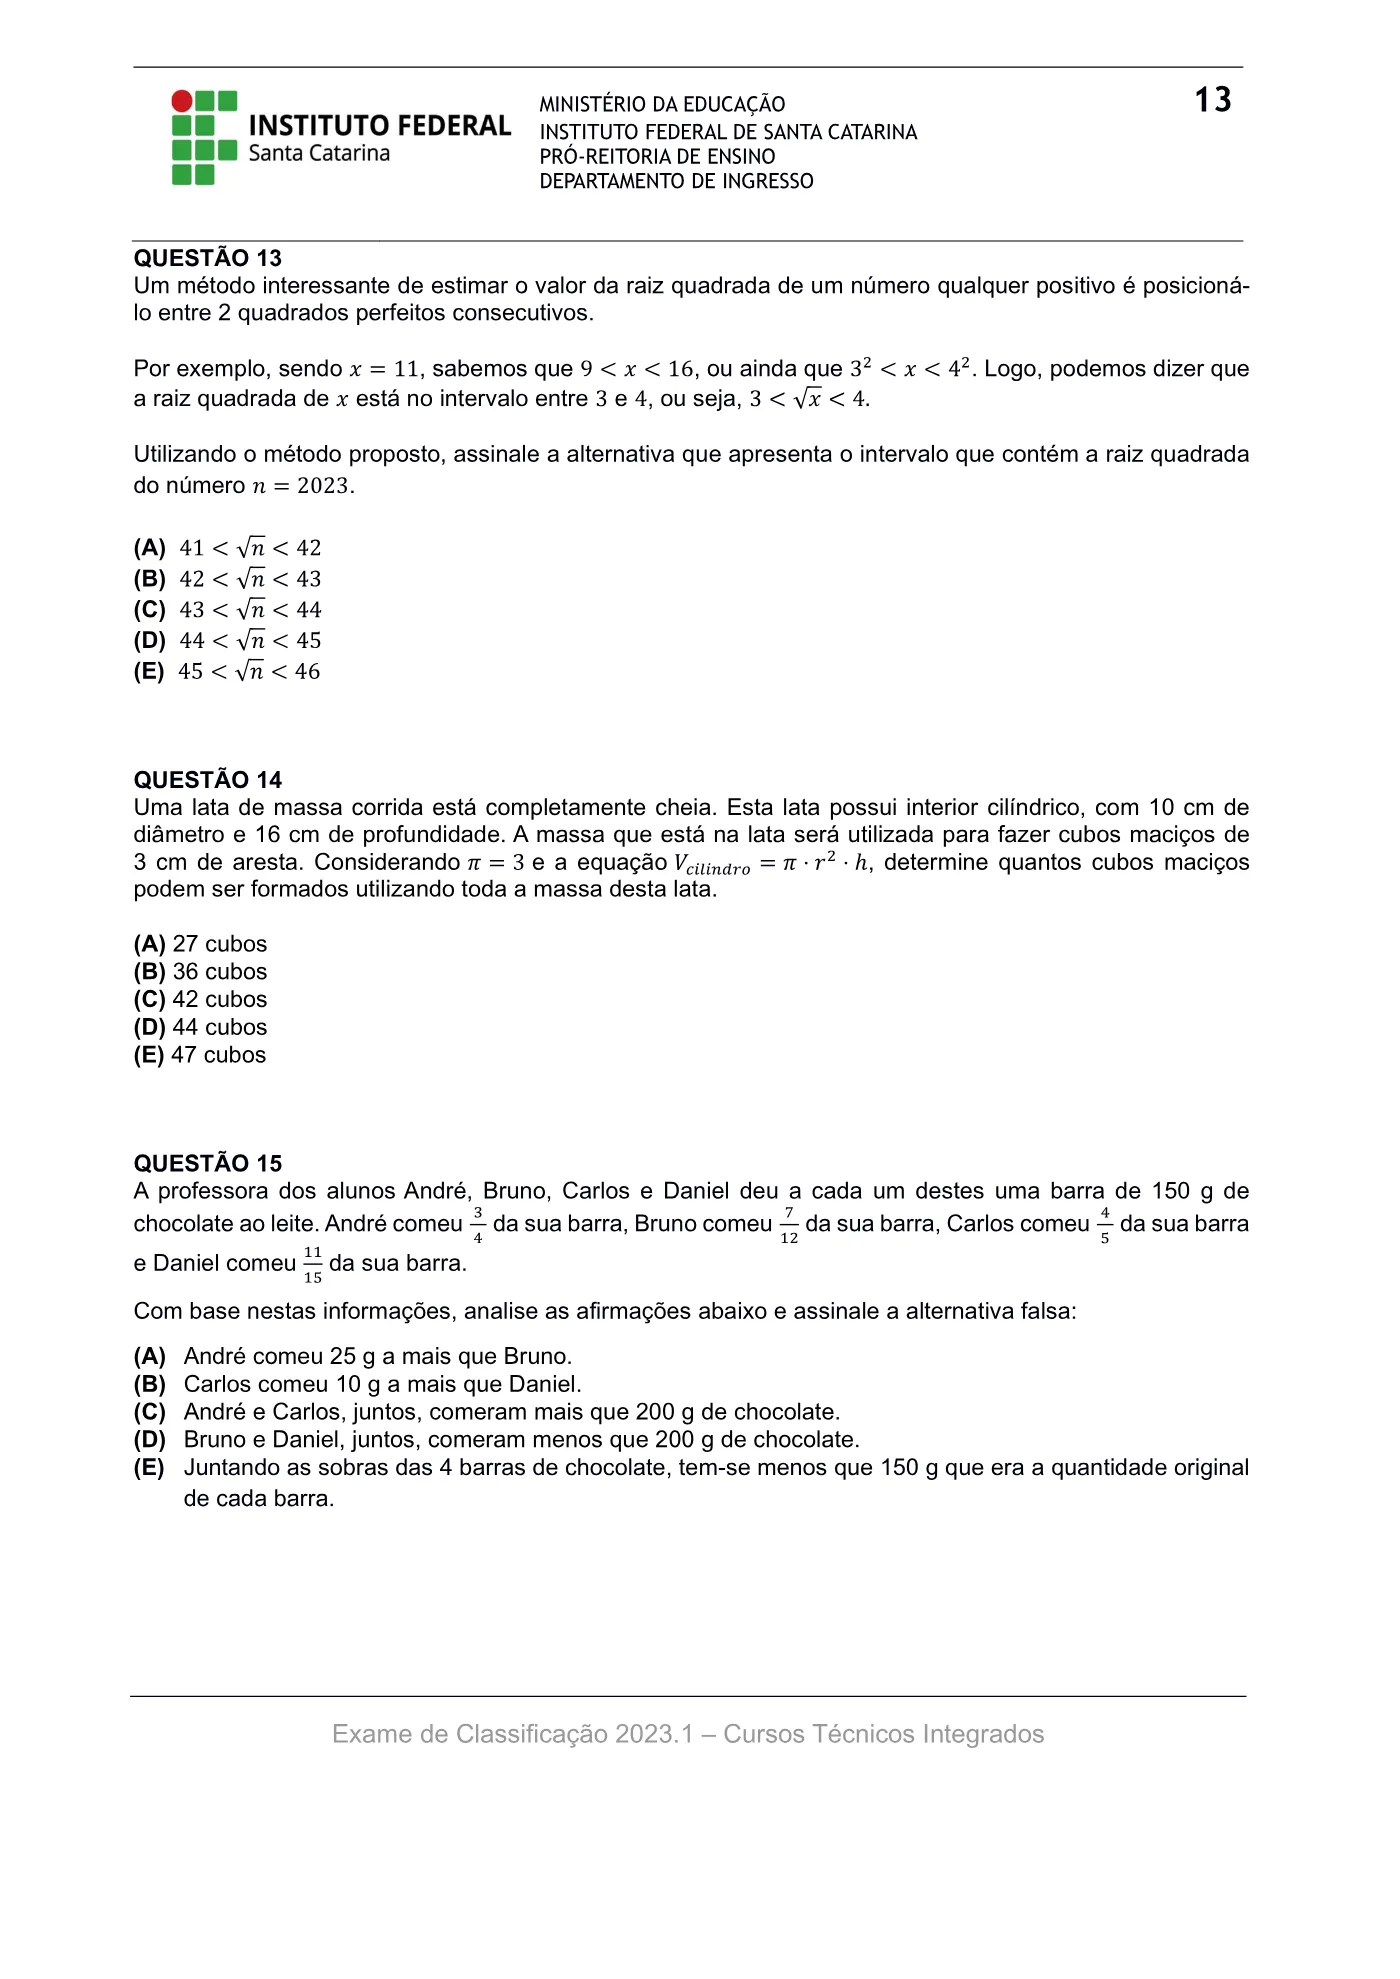 13
INSTITUTO FEDERAL
Santa Catarina
MINISTÉRIO DA EDUCAÇÃO
INSTITUTO FEDERAL DE SANTA CATARINA
PRÓ-REITORIA DE ENSINO
DEPARTAMENTO DE INGRESSO
QUESTÃO 13
Um método interessante de estimar o valor da raiz quadrada de um número qualquer positivo é posicioná-
lo entre 2 quadrados perfeitos consecutivos.
Por exemplo, sendo 𝑥 = 11, sabemos que 9 < 𝑥 < 16, ou ainda que 3² < 𝑥 < 4². Logo, podemos dizer que
a raiz quadrada de 𝑥 está no intervalo entre 3 e 4, ou seja, 3 < √𝑥 < 4.
Utilizando o método proposto, assinale a alternativa que apresenta o intervalo que contém a raiz quadrada
do número 𝑛 = 2023.
(A) 41 < √𝑛 < 42
(B) 42 < √𝑛 < 43
(C) 43 < √𝑛 < 44
(D) 44 < √𝑛 < 45
(E) 45 < √𝑛 < 46
QUESTÃO 14
Uma lata de massa corrida está completamente cheia. Esta lata possui interior cilíndrico, com 10 cm de
diâmetro e 16 cm de profundidade. A massa que está na lata será utilizada para fazer cubos maciços de
3 cm de aresta. Considerando 𝜋 = 3 e a equação 𝑉𝑐𝑖𝑙𝑖𝑛𝑑𝑟𝑜 = 𝜋 · 𝑟² · ℎ, determine quantos cubos maciços
podem ser formados utilizando toda a massa desta lata.
(A) 27 cubos
(B) 36 cubos
(C) 42 cubos
(D) 44 cubos
(E) 47 cubos
QUESTÃO 15
A professora dos alunos André, Bruno, Carlos e Daniel deu a cada um destes uma barra de 150 g de
chocolate ao leite. André comeu 3/4 da sua barra, Bruno comeu 7/12 da sua barra, Carlos comeu 4/5 da sua barra
e Daniel comeu 11/15 da sua barra.
Com base nestas informações, analise as afirmações abaixo e assinale a alternativa falsa:
(A) André comeu 25 g a mais que Bruno.
(B) Carlos comeu 10 g a mais que Daniel.
(C) André e Carlos, juntos, comeram mais que 200 g de chocolate.
(D) Bruno e Daniel, juntos, comeram menos que 200 g de chocolate.
(E) Juntando as sobras das 4 barras de chocolate, tem-se menos que 150 g que era a quantidade original
de cada barra.
Exame de Classificação 2023.1 – Cursos Técnicos Integrados